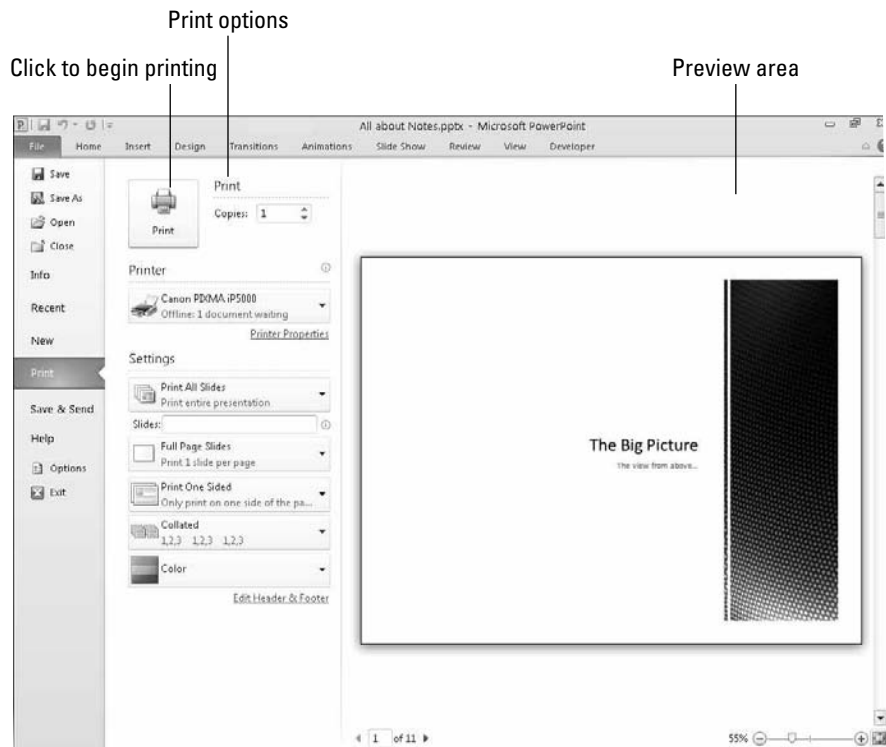 Print options
Click to begin printing
Preview area
All about Notes.pptx - Microsoft PowerPoint
File Home Insert Design Transitions Animations Slide Show Review View Developer
Save
Save As
Open
Close
Info
Recent
New
Print
Save & Send
Help
Options
Exit
Print
Print
Copies: 1
Printer
Canon PIXMA iP5000
Offline: 1 document waiting
Printer Properties
Settings
Print All Slides
Print entire presentation
Slides:
Full Page Slides
Print 1 slide per page
Print One Sided
Only print on one side of the pa...
Collated
1,2,3 1,2,3 1,2,3
Color
Edit Header & Footer
The Big Picture
The view from above...
1 of 11
55%